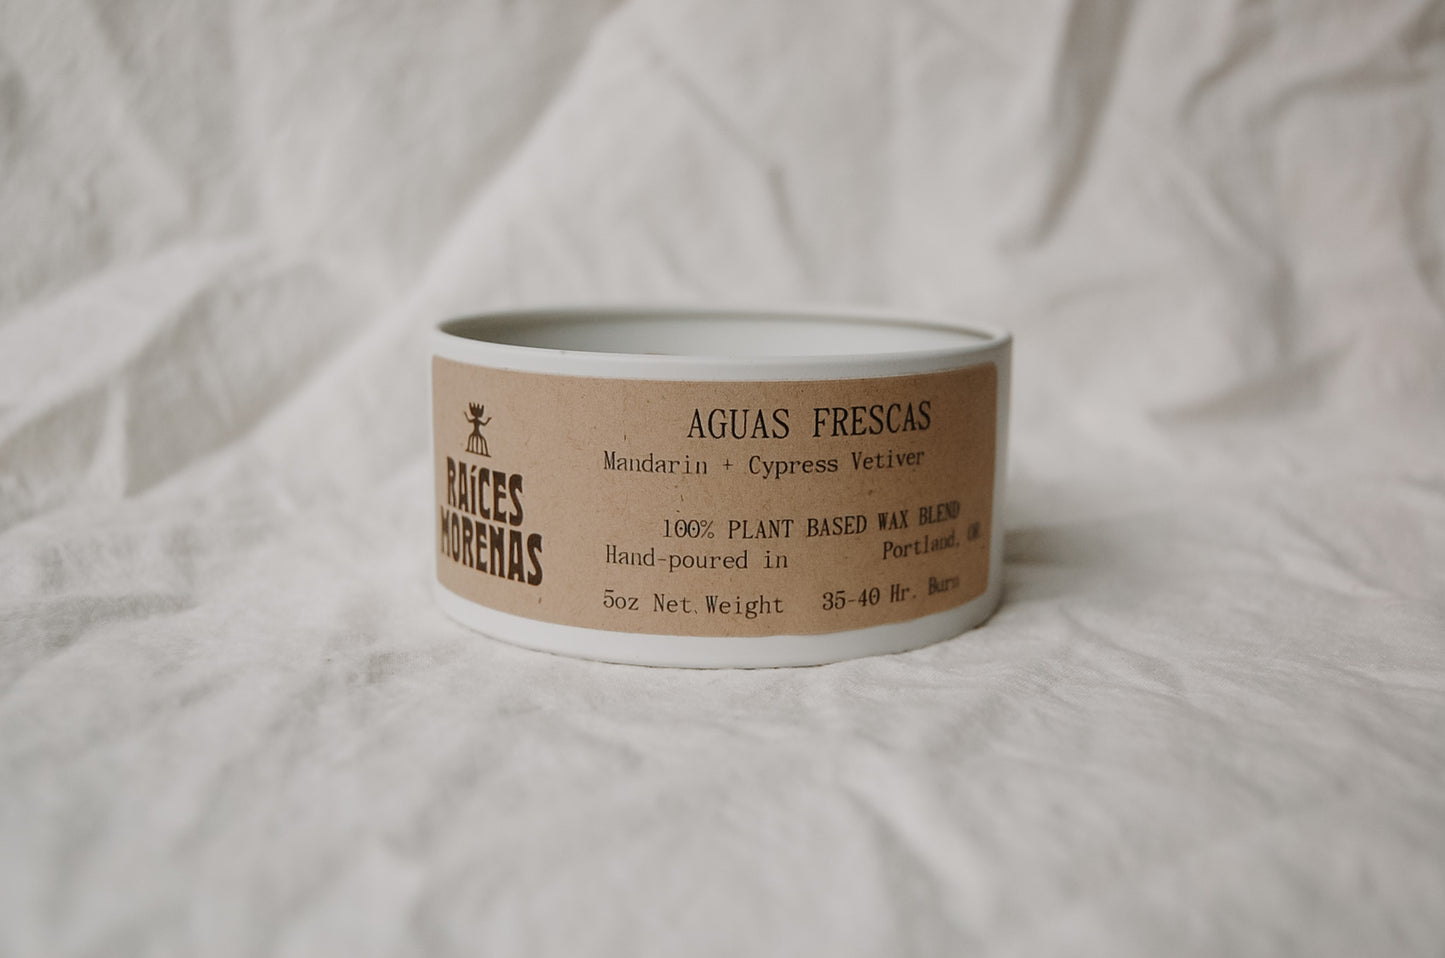 RAÍCES
MORENAS
AGUAS FRESCAS
Mandarin + Cypress Vetiver
100% PLANT BASED WAX BLEND
Hand-poured in Portland, OR
5oz Net. Weight 35-40 Hr. Burn